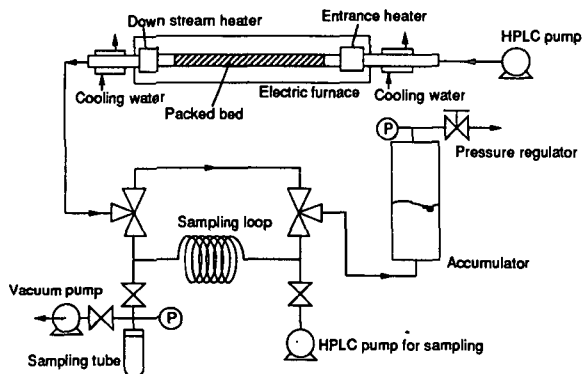 Down stream heater
Entrance heater
HPLC pump
Cooling water
Packed bed
Electric furnace
Cooling water
P
Pressure regulator
Sampling loop
Accumulator
Vacuum pump
P
Sampling tube
HPLC pump for sampling